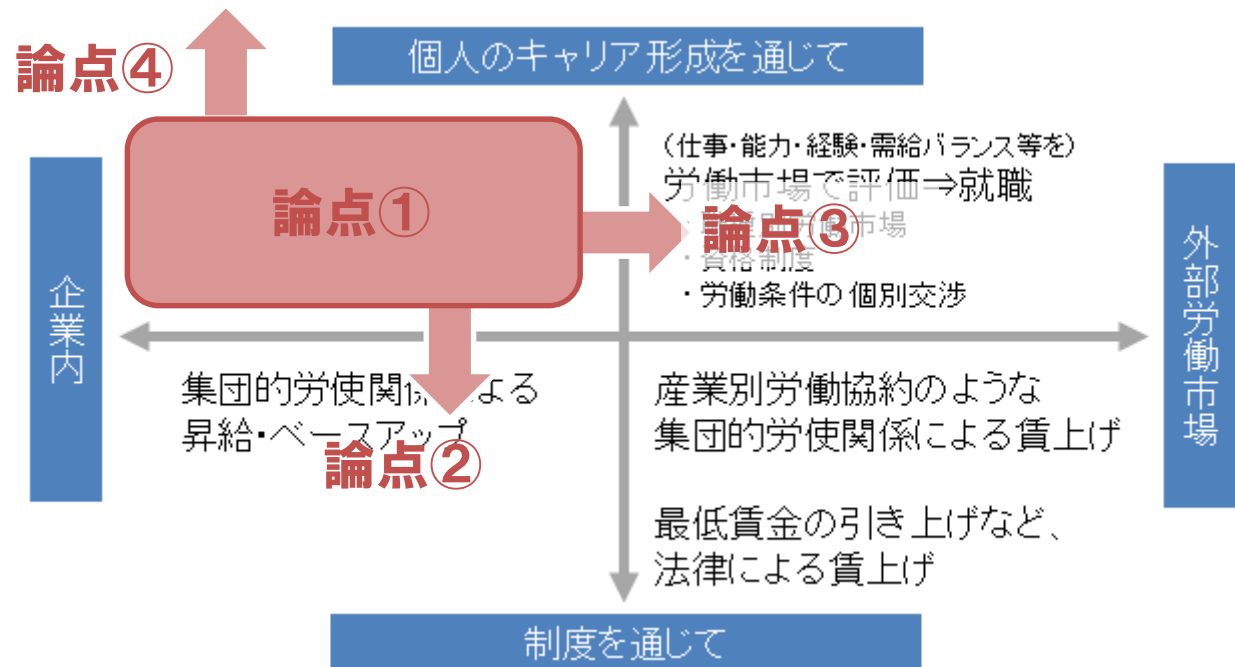 論点④
個人のキャリア形成を通じて
論点①
(仕事・能力・経験・需給バランス等を)
労働市場で評価⇒就職
労働市場
・資格制度
・労働条件の個別交渉
論点③
企業内
外部労働市場
集団的労使関係による
昇給・ベースアップ
論点②
産業別労働協約のような
集団的労使関係による賃上げ
最低賃金の引き上げなど、
法律による賃上げ
制度を通じて